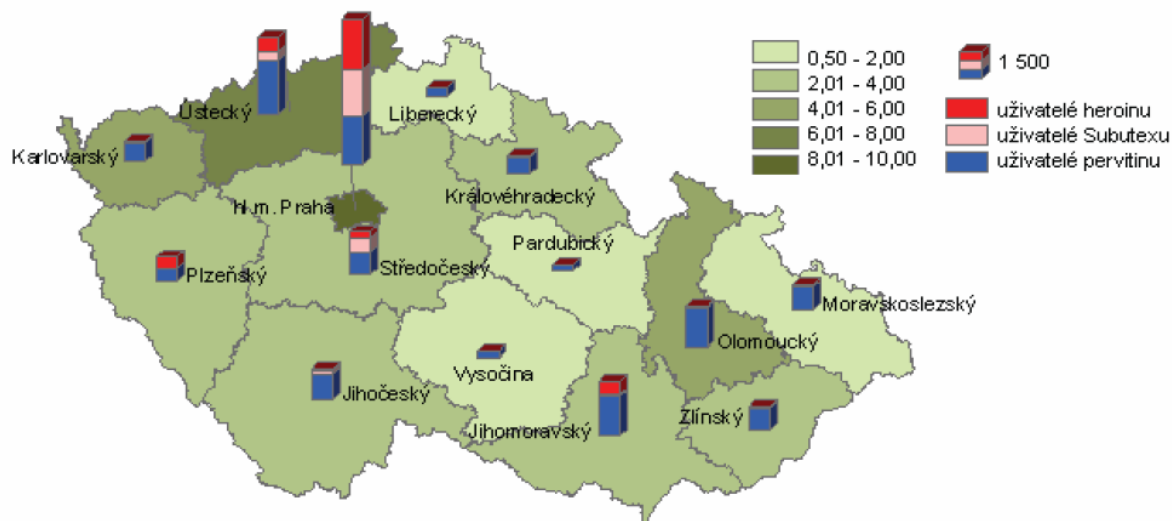 0,50 - 2,00
2,01 - 4,00
4,01 - 6,00
6,01 - 8,00
8,01 - 10,00
1 500
uživatelé heroinu
uživatelé Subutexu
uživatelé pervitinu
Ústecký
Liberecký
Karlovarský
Královéhradecký
hl.m. Praha
Pardubický
Plzeňský
Středočeský
Moravskoslezský
Olomoucký
Vysočina
Jihočeský
Zlínský
Jihomoravský